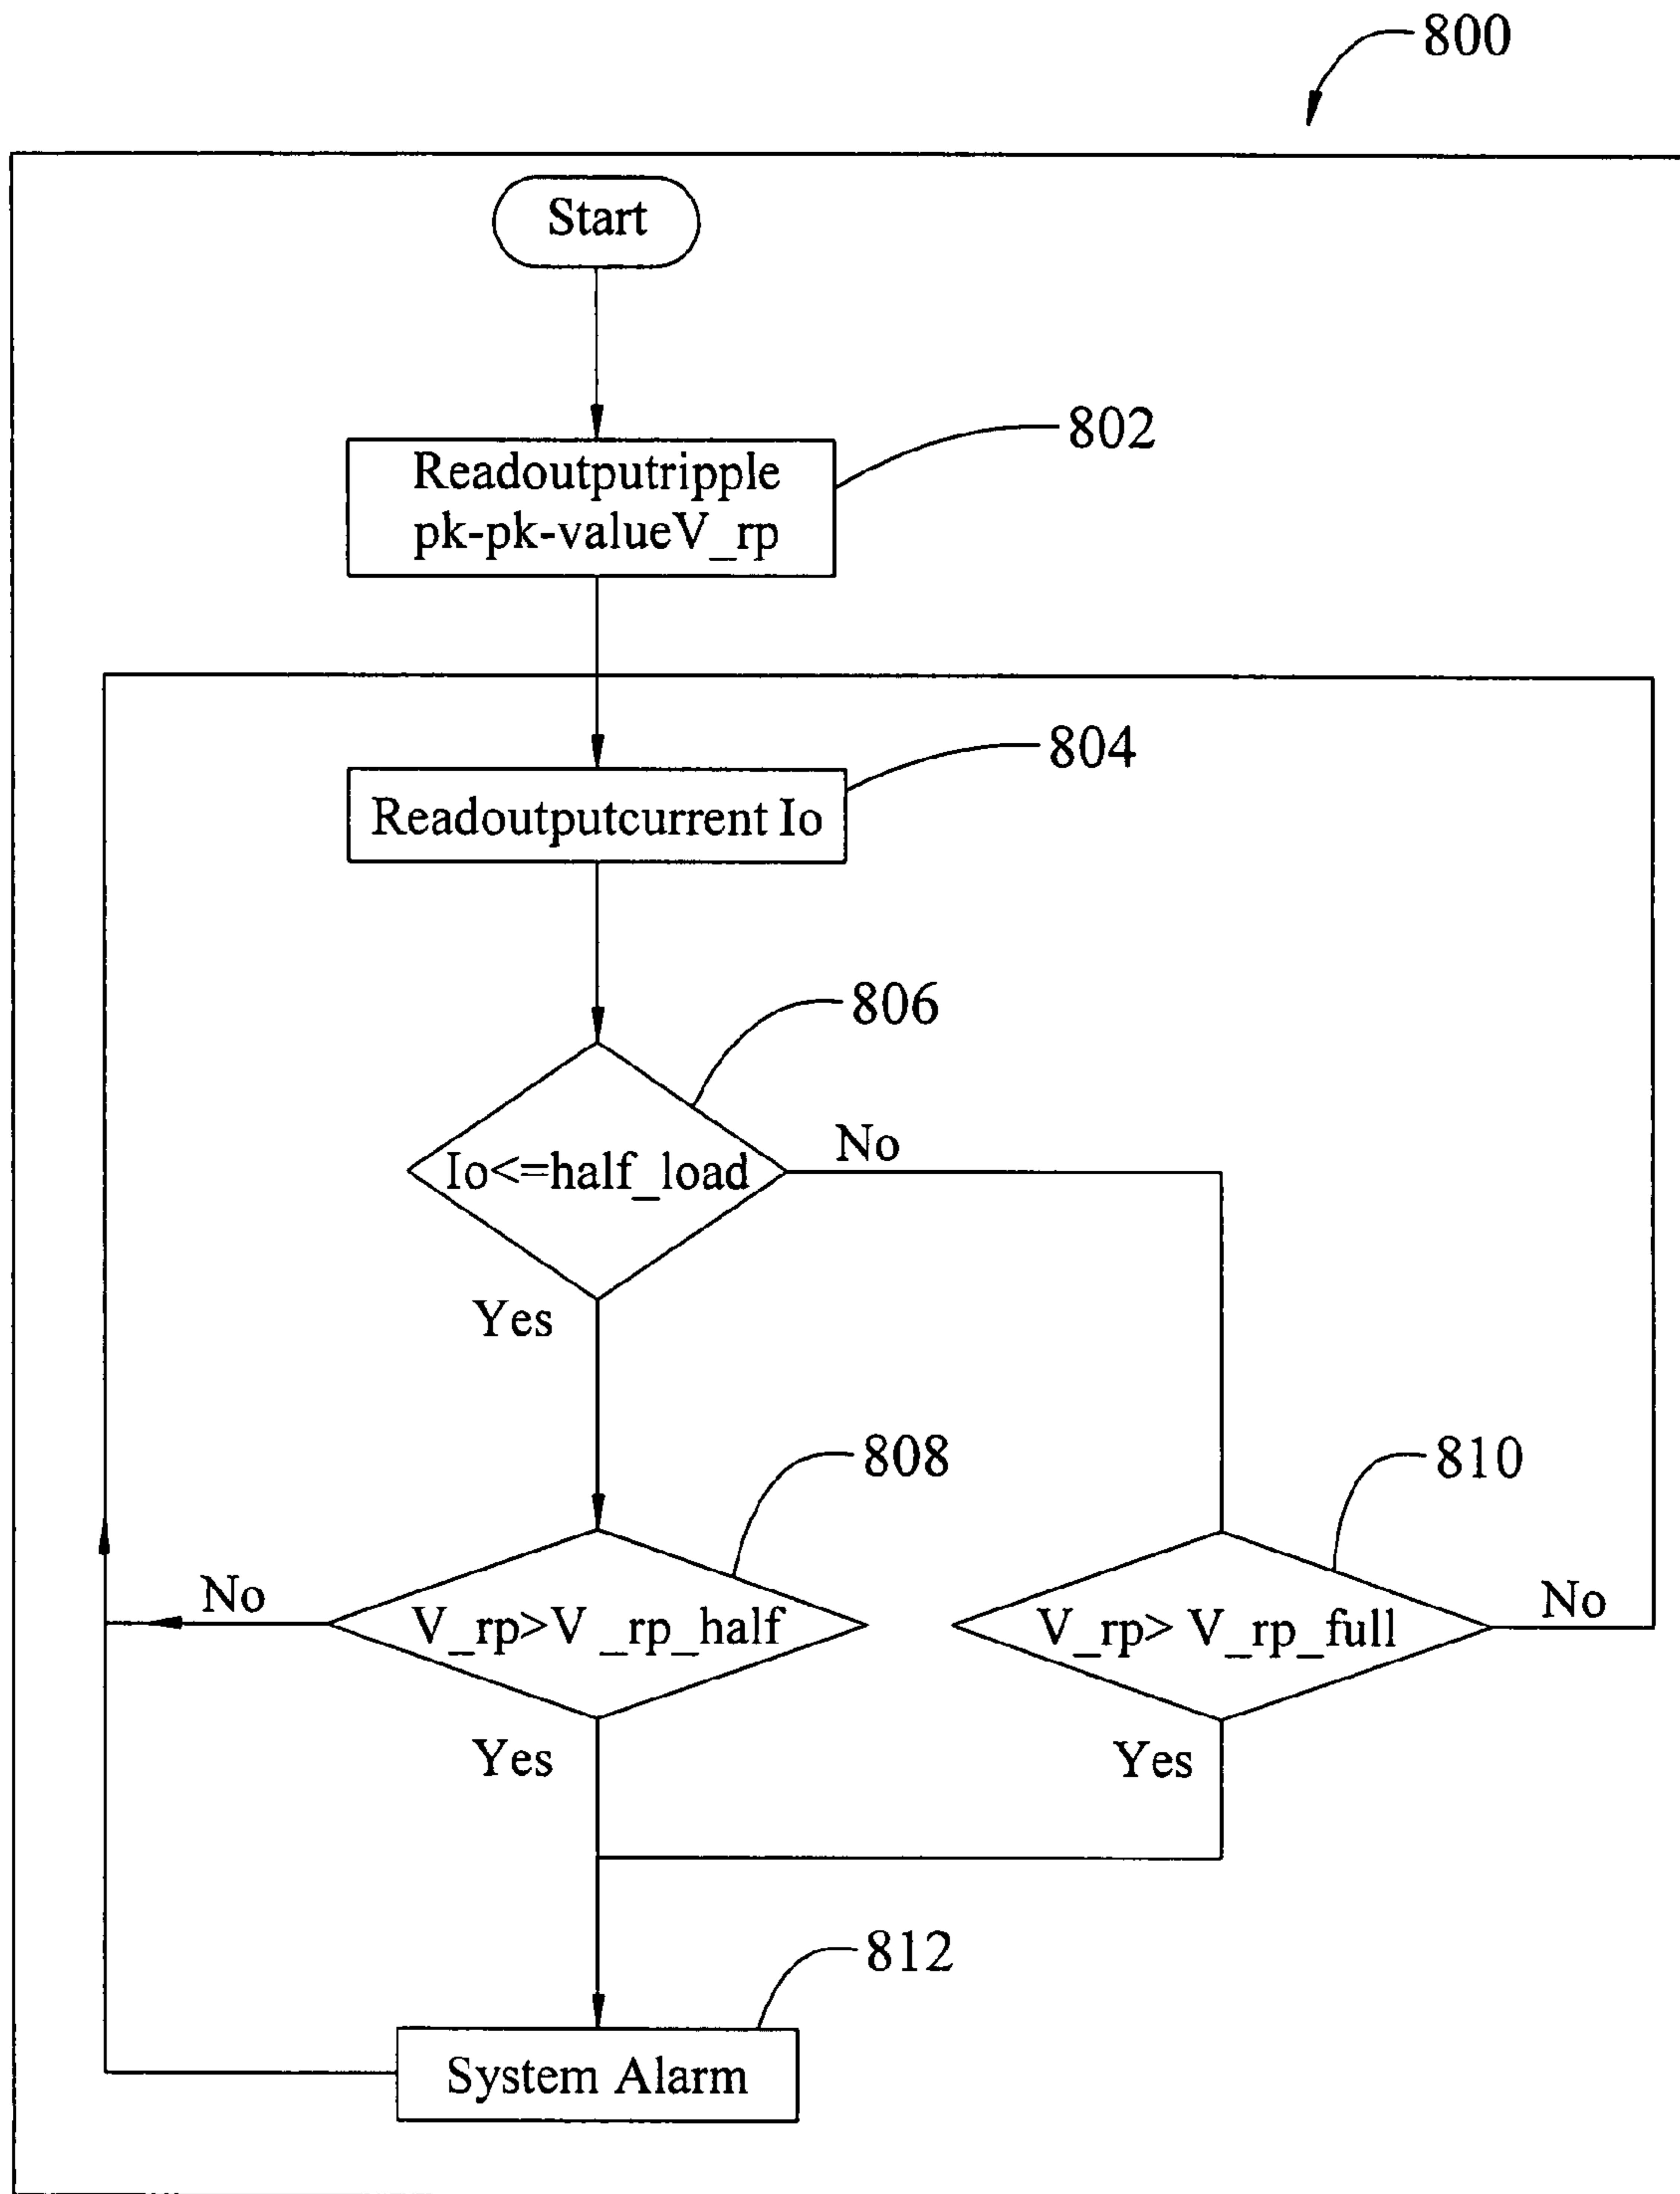 800
Start
802
Readoutputripple
pk-pk-valueV_rp
804
Readoutputcurrent Io
806
Io<=half_load
No
Yes
808
810
No
V_rp>V _rp_half
V_rp> V_rp_full
No
Yes
Yes
812
System Alarm